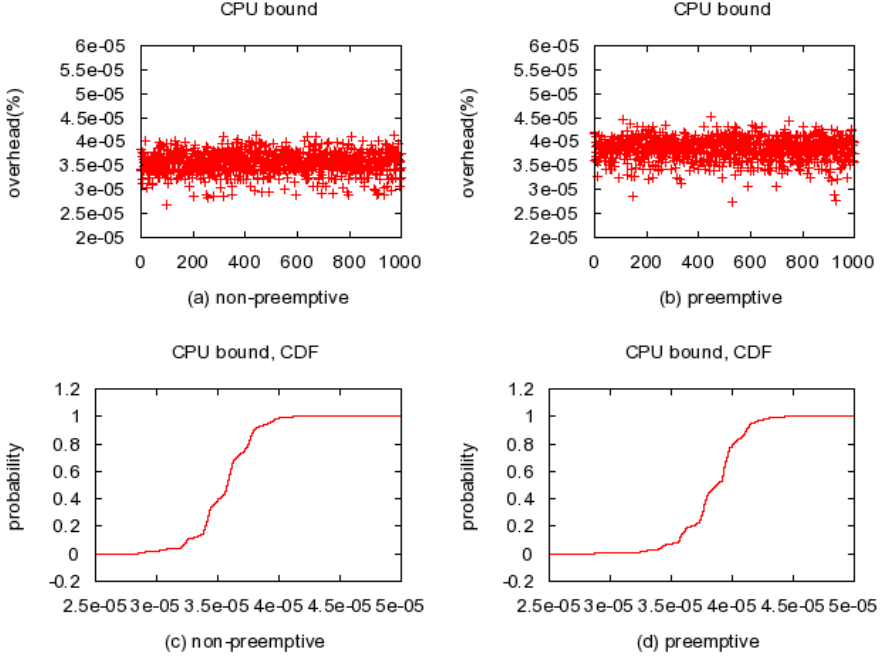 CPU bound
6e-05
5.5e-05
5e-05
4.5e-05
4e-05
3.5e-05
3e-05
2.5e-05
2e-05
overhead(%)
0 200 400 600 800 1000
(a) non-preemptive
CPU bound
6e-05
5.5e-05
5e-05
4.5e-05
4e-05
3.5e-05
3e-05
2.5e-05
2e-05
overhead(%)
0 200 400 600 800 1000
(b) preemptive
CPU bound, CDF
1.2
1
0.8
0.6
0.4
0.2
0
-0.2
probability
2.5e-05 3e-05 3.5e-05 4e-05 4.5e-05 5e-05
(c) non-preemptive
CPU bound, CDF
1.2
1
0.8
0.6
0.4
0.2
0
-0.2
probability
2.5e-05 3e-05 3.5e-05 4e-05 4.5e-05 5e-05
(d) preemptive